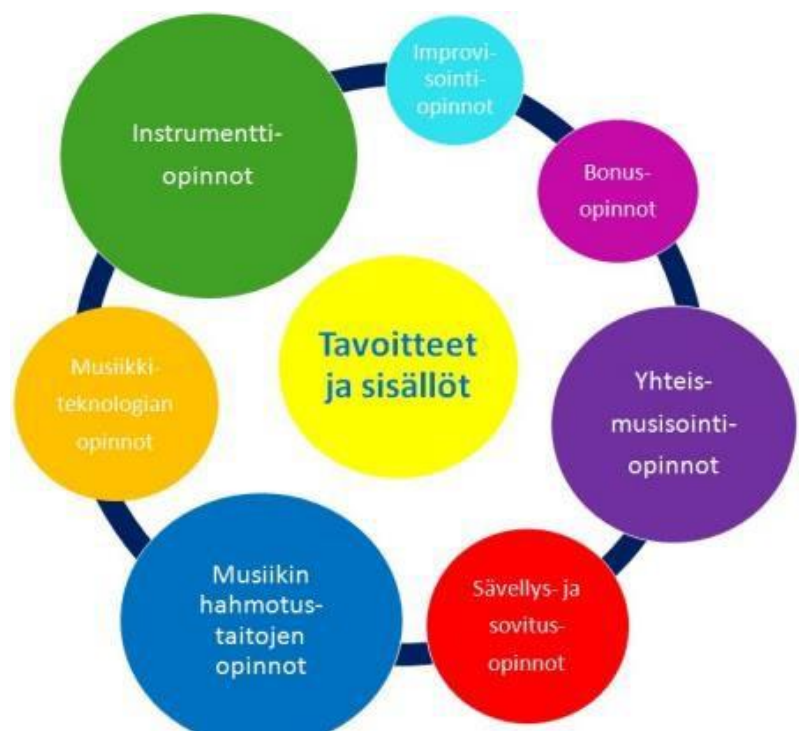 Improvi-
sointi-
opinnot
Instrumentti-
opinnot
Bonus-
opinnot
Tavoitteet
ja sisällöt
Musiikki-
teknologian
opinnot
Yhteis-
musisointi-
opinnot
Musiikin
hahmotus-
taitojen
opinnot
Sävellys- ja
sovitus-
opinnot